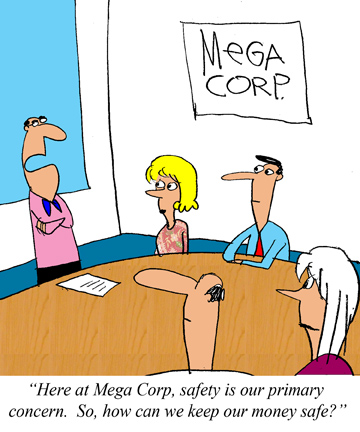 MeGA
CORP.
“Here at Mega Corp, safety is our primary
concern.  So, how can we keep our money safe?”